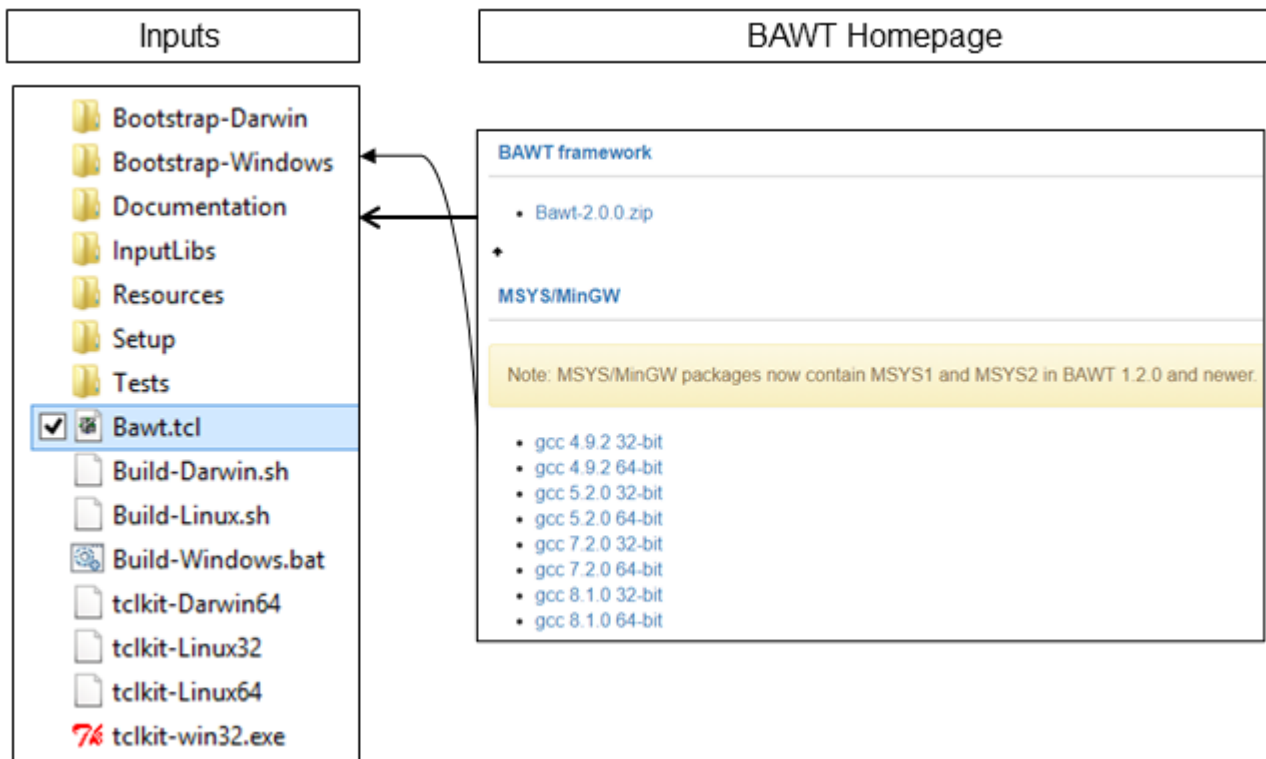 Inputs
BAWT Homepage
Bootstrap-Darwin
Bootstrap-Windows
Documentation
InputLibs
Resources
Setup
Tests
Bawt.tcl
Build-Darwin.sh
Build-Linux.sh
Build-Windows.bat
tclkit-Darwin64
tclkit-Linux32
tclkit-Linux64
tclkit-win32.exe
BAWT framework
• Bawt-2.0.0.zip
MSYS/MinGW
Note: MSYS/MinGW packages now contain MSYS1 and MSYS2 in BAWT 1.2.0 and newer.
• gcc 4.9.2 32-bit
• gcc 4.9.2 64-bit
• gcc 5.2.0 32-bit
• gcc 5.2.0 64-bit
• gcc 7.2.0 32-bit
• gcc 7.2.0 64-bit
• gcc 8.1.0 32-bit
• gcc 8.1.0 64-bit